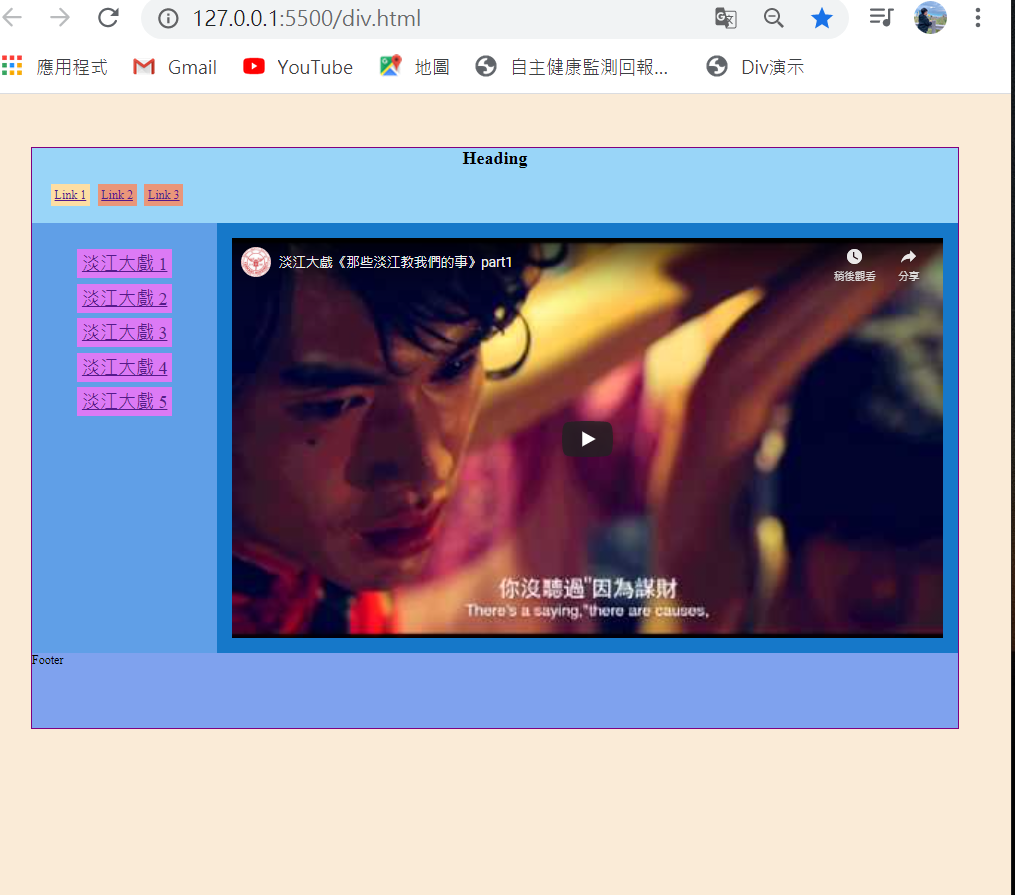 127.0.0.1:5500/div.html
應用程式 Gmail YouTube 地圖 自主健康監測回報... Div演示
Heading
Link 1 Link 2 Link 3
淡江大戲 1
淡江大戲 2
淡江大戲 3
淡江大戲 4
淡江大戲 5
淡江大戲《那些淡江教我們的事》part1
稍後觀看 分享
你沒聽過"因為謀財
There's a saying,"there are causes,
Footer